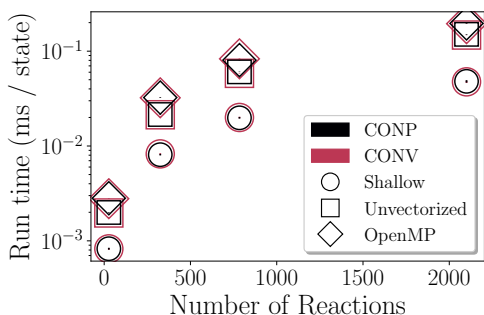 Run time (ms / state)
10⁻¹
10⁻²
10⁻³
CONP
CONV
Shallow
Unvectorized
OpenMP
0 500 1000 1500 2000
Number of Reactions